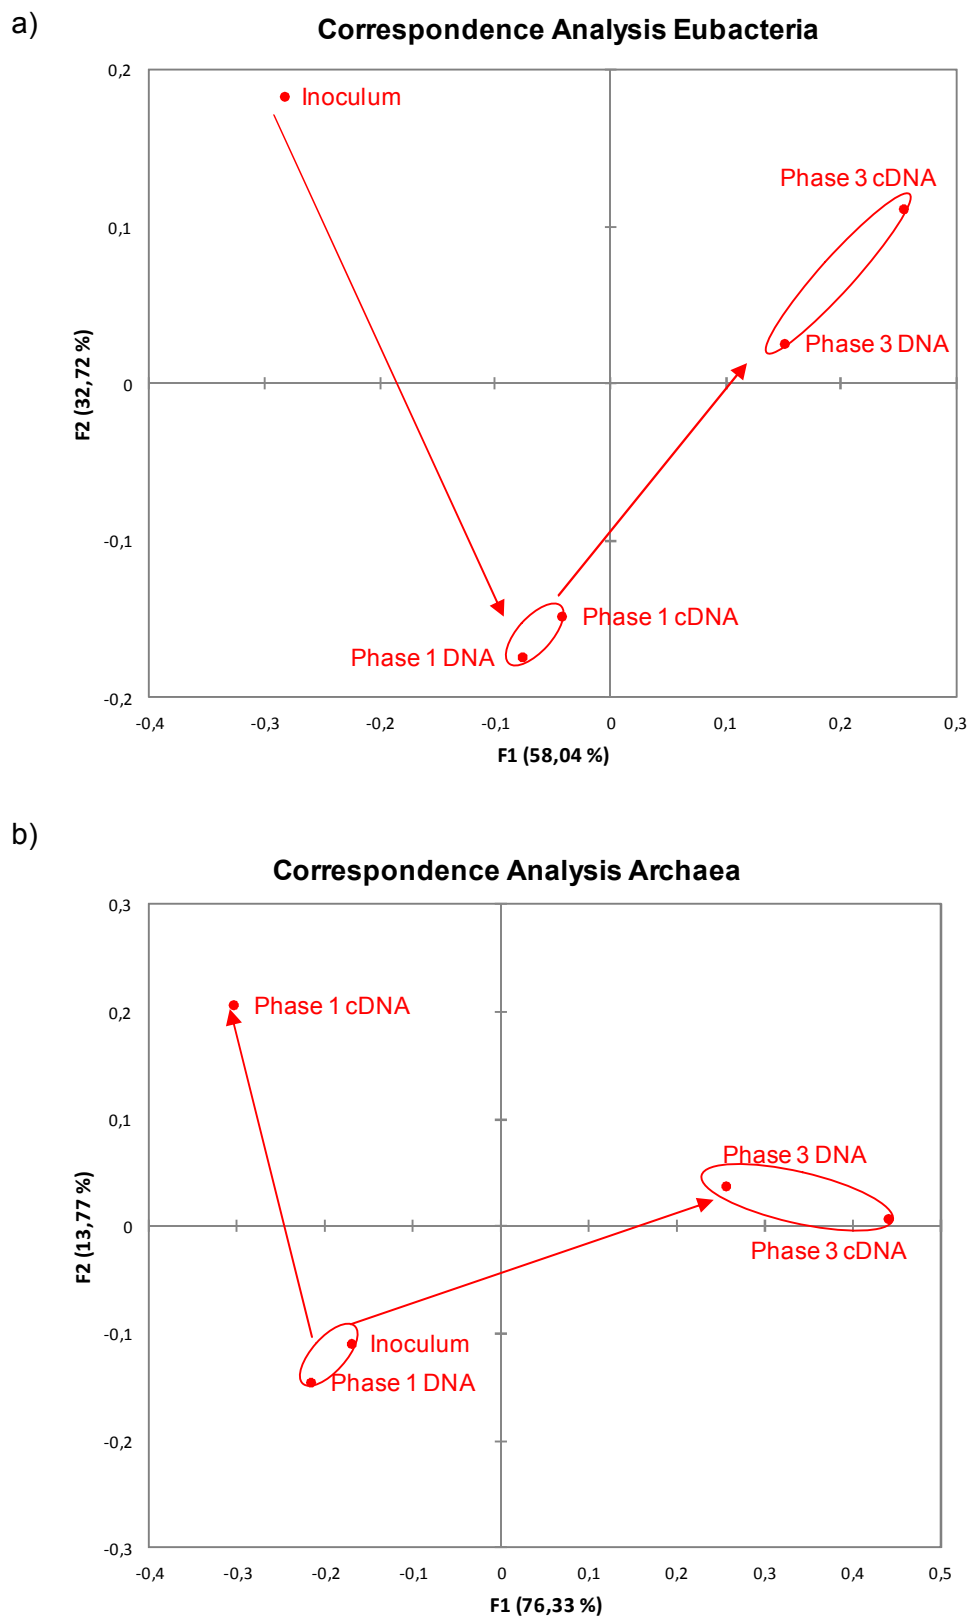 a)
Correspondence Analysis Eubacteria
0,2
Inoculum
Phase 3 cDNA
0,1
Phase 3 DNA
0
F2 (32,72 %)
-0,1
Phase 1 cDNA
Phase 1 DNA
-0,2
-0,4 -0,3 -0,2 -0,1 0 0,1 0,2 0,3
F1 (58,04 %)
b)
Correspondence Analysis Archaea
0,3
Phase 1 cDNA
0,2
0,1
Phase 3 DNA
0
F2 (13,77 %)
Phase 3 cDNA
-0,1
Inoculum
Phase 1 DNA
-0,2
-0,3
-0,4 -0,3 -0,2 -0,1 0 0,1 0,2 0,3 0,4 0,5
F1 (76,33 %)